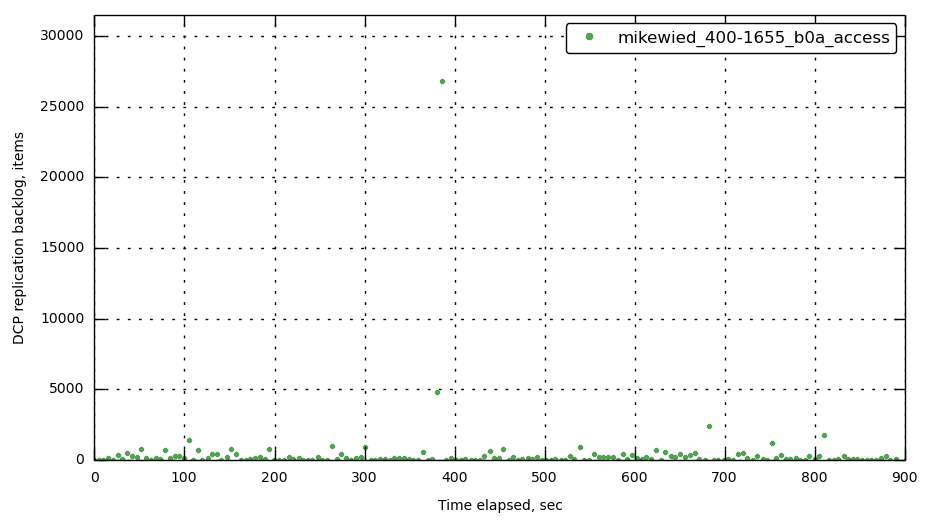 30000
25000
20000
15000
10000
5000
0
DCP replication backlog, items
mikewied_400-1655_b0a_access
0 100 200 300 400 500 600 700 800 900
Time elapsed, sec